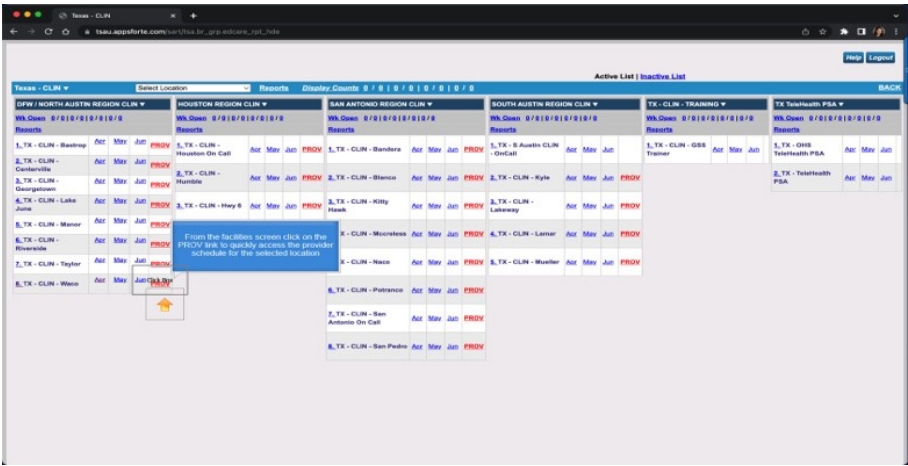 Texas - CLIN
tsau.appsforte.com/sart/tsa.br_grp.edcare_rpt_hde
Help Logout
Active List | Inactive List
Texas - CLIN ▼ Select Location Reports Display Counts 0 / 0 | 0 / 0 | 0 / 0 | 0 / 0 BACK
DFW / NORTH AUSTIN REGION CLIN ▼
Wk Open 0/0|0/0|0/0|0/0
Reports
1. TX - CLIN - Bastrop Apr May Jun PROV
2. TX - CLIN - Centerville Apr May Jun PROV
3. TX - CLIN - Georgetown Apr May Jun PROV
4. TX - CLIN - Lake June Apr May Jun PROV
5. TX - CLIN - Manor Apr May Jun PROV
6. TX - CLIN - Riverside Apr May Jun PROV
7. TX - CLIN - Taylor Apr May Jun PROV
8. TX - CLIN - Waco Apr May Jun PROV
Click Box
HOUSTON REGION CLIN ▼
Wk Open 0/0|0/0|0/0|0/0
Reports
1. TX - CLIN - Houston On Call Apr May Jun PROV
2. TX - CLIN - Humble Apr May Jun PROV
3. TX - CLIN - Hwy 6 Apr May Jun PROV
From the facilities screen click on the
PROV link to quickly access the provider
schedule for the selected location
SAN ANTONIO REGION CLIN ▼
Wk Open 0/0|0/0|0/0|0/0
Reports
1. TX - CLIN - Bandera Apr May Jun PROV
2. TX - CLIN - Blanco Apr May Jun PROV
3. TX - CLIN - Kitty Hawk Apr May Jun PROV
X - CLIN - Mccreless Apr May Jun PROV
X - CLIN - Naco Apr May Jun PROV
6. TX - CLIN - Potranco Apr May Jun PROV
7. TX - CLIN - San Antonio On Call Apr May Jun PROV
8. TX - CLIN - San Pedro Apr May Jun PROV
SOUTH AUSTIN REGION CLIN ▼
Wk Open 0/0|0/0|0/0|0/0
Reports
1. TX - S Austin CLIN - OnCall Apr May Jun
2. TX - CLIN - Kyle Apr May Jun PROV
3. TX - CLIN - Lakeway Apr May Jun PROV
4. TX - CLIN - Lamar Apr May Jun PROV
5. TX - CLIN - Mueller Apr May Jun PROV
TX - CLIN - TRAINING ▼
Wk Open 0/0|0/0|0/0|0/0
Reports
1. TX - CLIN - GSS Trainer Apr May Jun
TX TeleHealth PSA ▼
Wk Open 0/0|0/0|0/0|0/0
Reports
1. TX - OHS TeleHealth PSA Apr May Jun
2. TX - TeleHealth PSA Apr May Jun